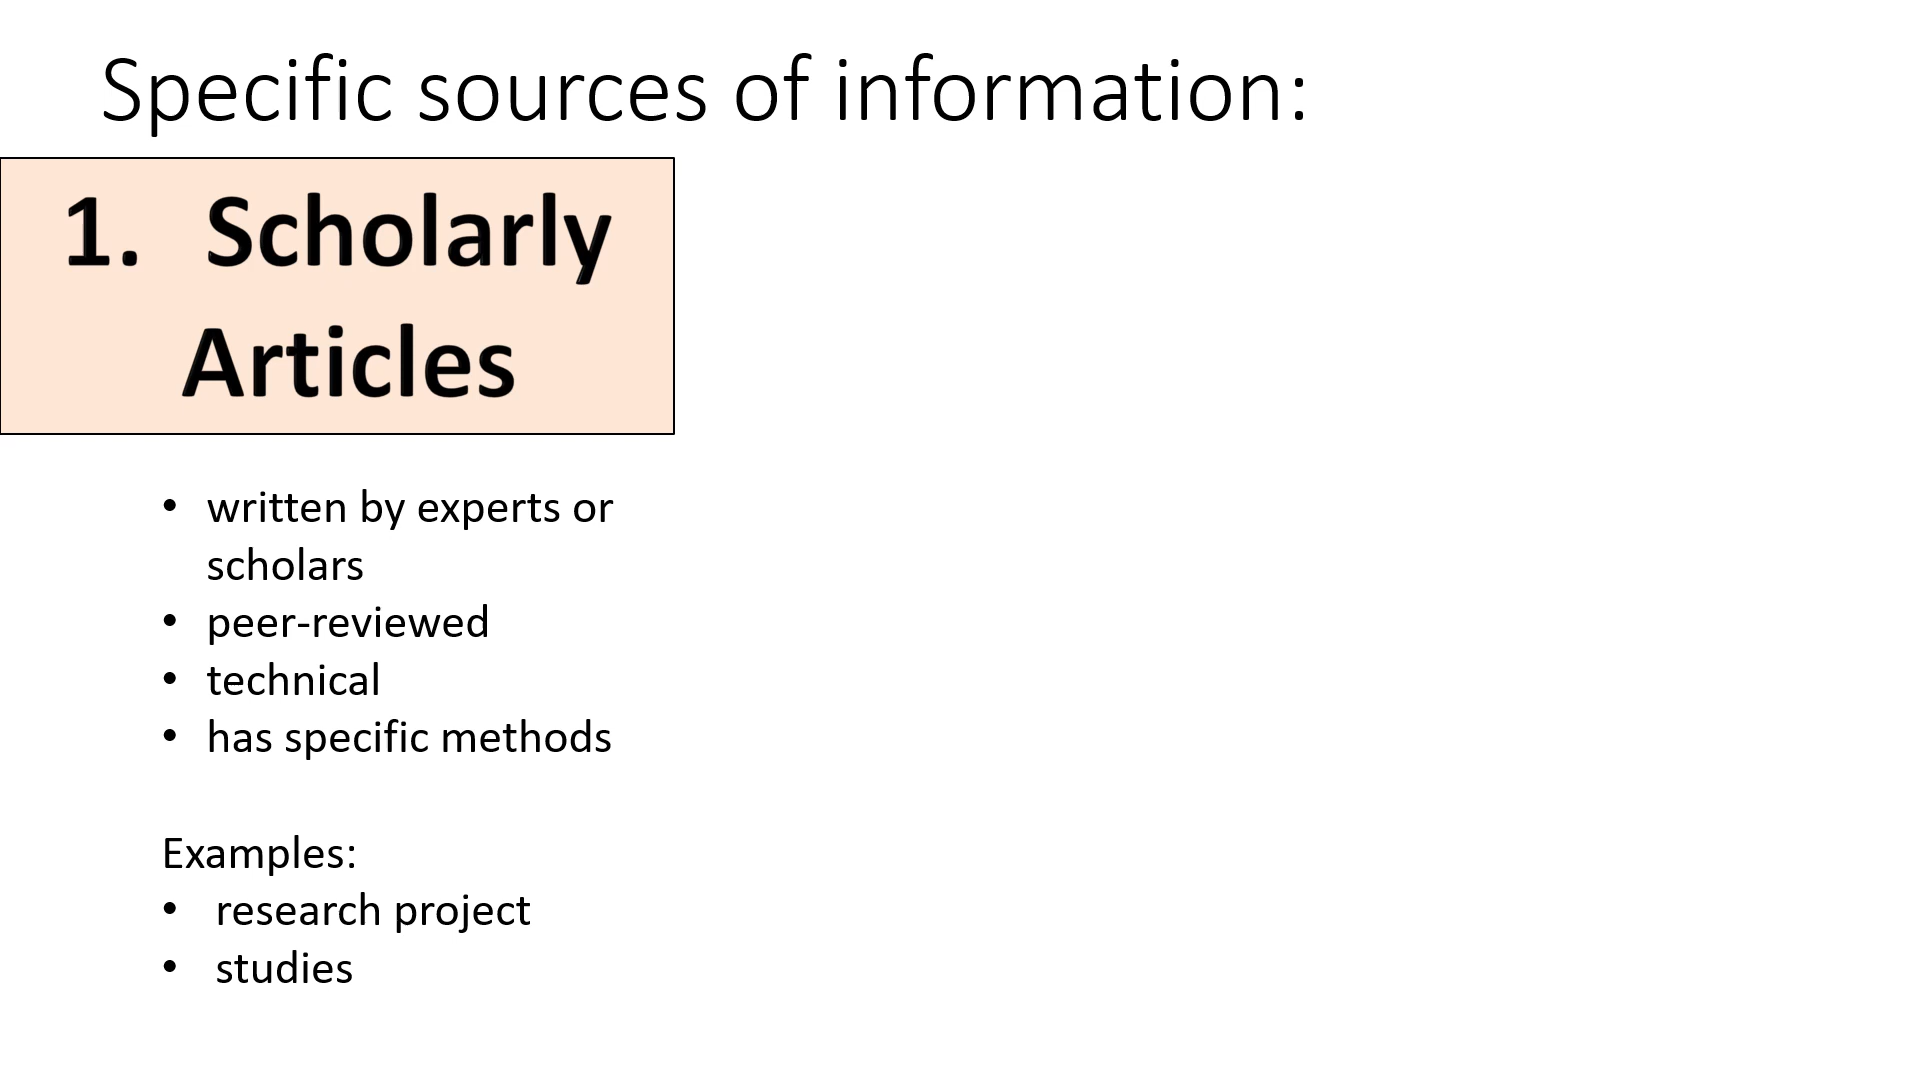 Specific sources of information:
1. Scholarly
Articles
• written by experts or
scholars
• peer-reviewed
• technical
• has specific methods
Examples:
• research project
• studies